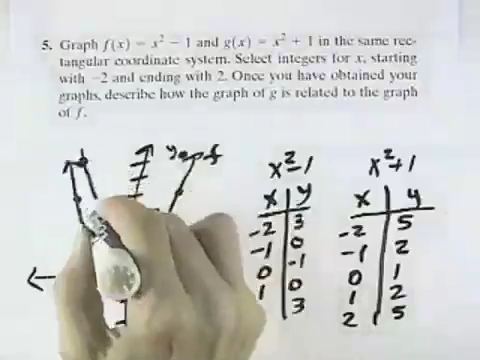 5. Graph f(x) = x² − 1 and g(x) = x² + 1 in the same rec-
tangular coordinate system. Select integers for x, starting
with −2 and ending with 2. Once you have obtained your
graphs, describe how the graph of g is related to the graph
of f.
x²-1
x²+1
x y
x y
-2 3
-2 5
-1 0
-1 2
0 -1
0 1
1 0
1 2
3
2 5